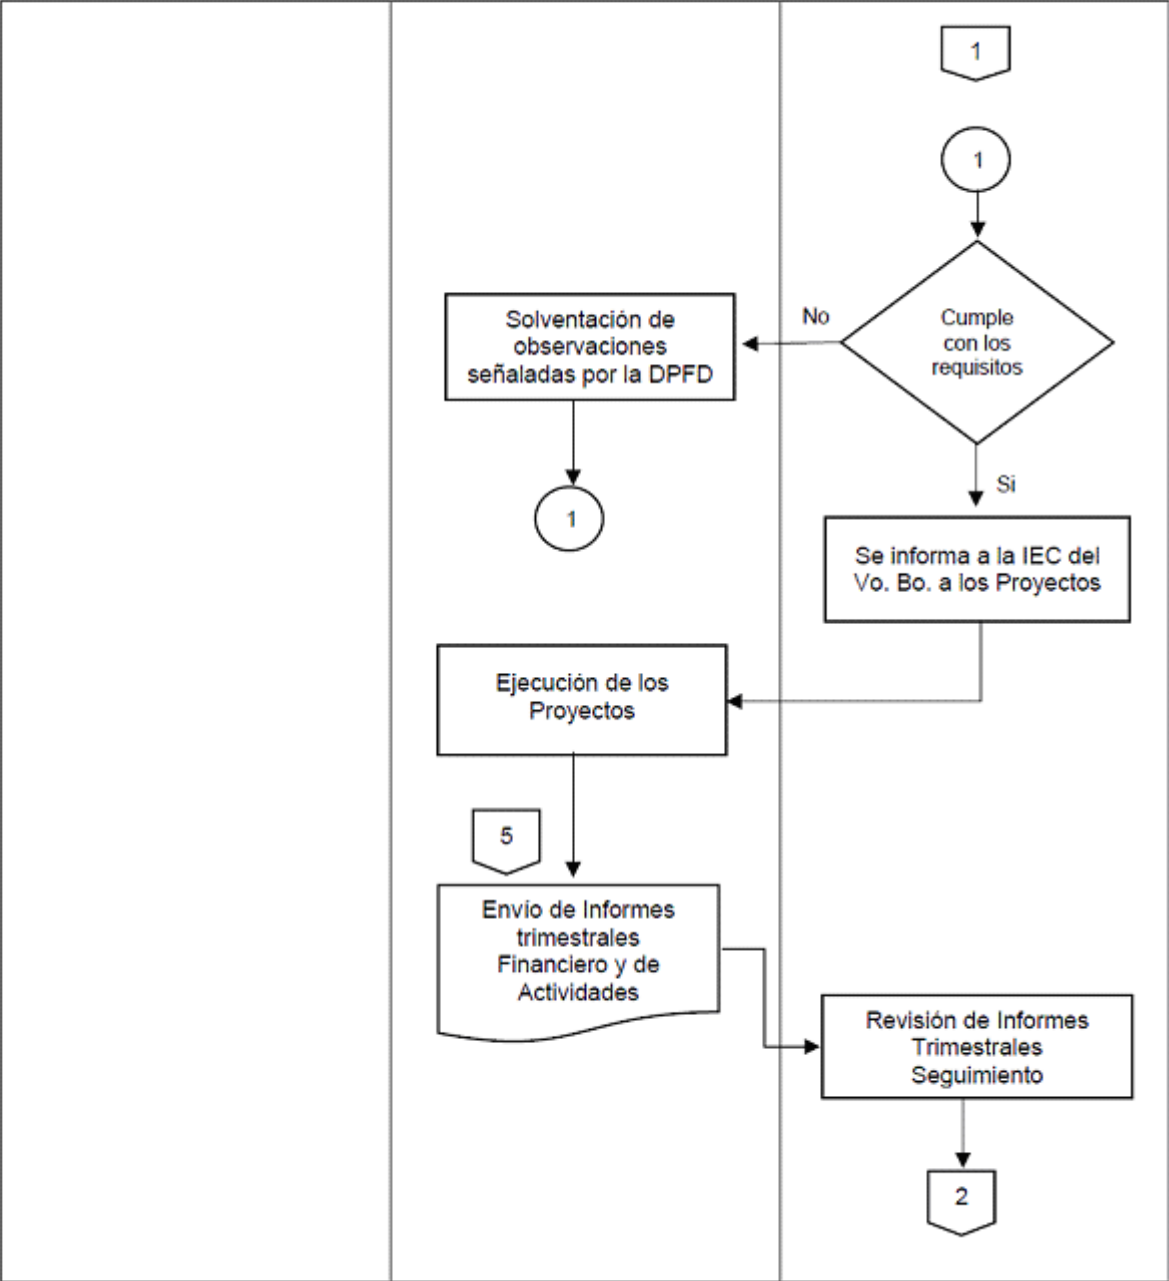 1
1
Cumple
con los
requisitos
No
Solventación de
observaciones
señaladas por la DPFD
1
Si
Se informa a la IEC del
Vo. Bo. a los Proyectos
Ejecución de los
Proyectos
5
Envío de Informes
trimestrales
Financiero y de
Actividades
Revisión de Informes
Trimestrales
Seguimiento
2